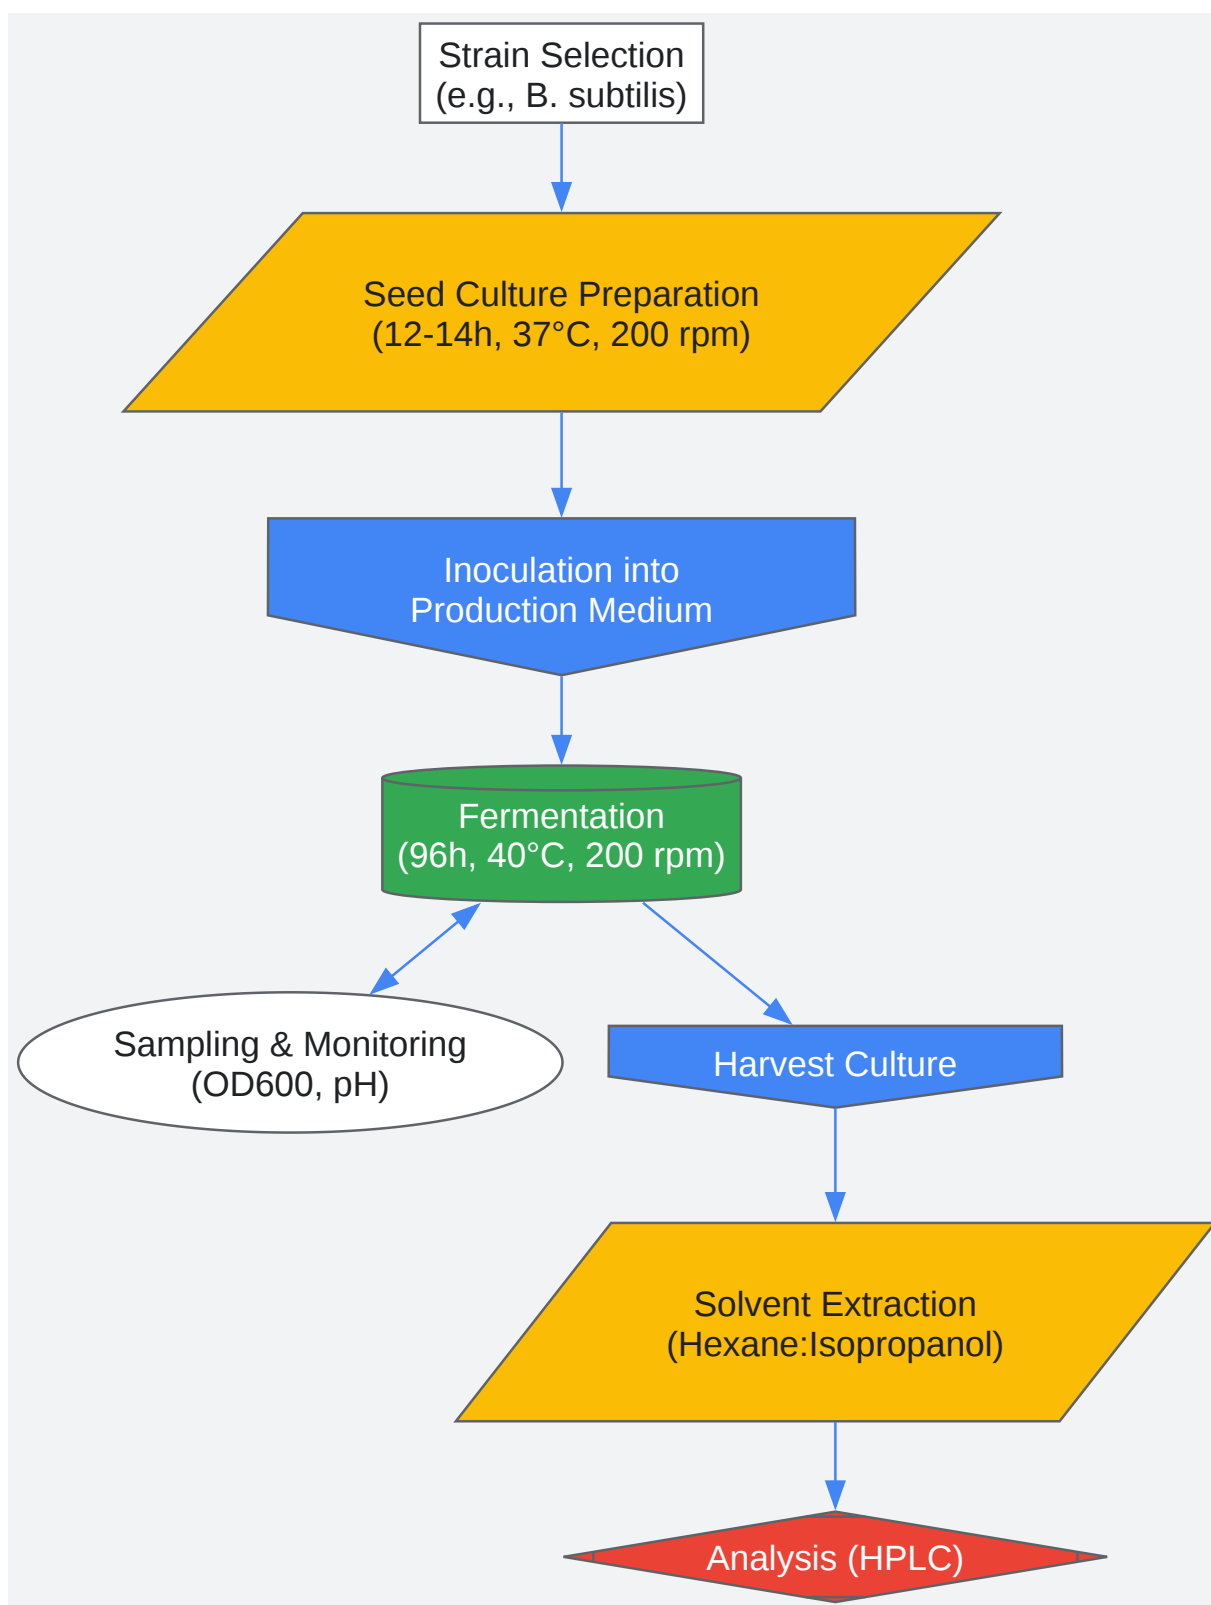 Strain Selection
(e.g., B. subtilis)
Seed Culture Preparation
(12-14h, 37°C, 200 rpm)
Inoculation into
Production Medium
Fermentation
(96h, 40°C, 200 rpm)
Sampling & Monitoring
(OD600, pH)
Harvest Culture
Solvent Extraction
(Hexane:Isopropanol)
Analysis (HPLC)